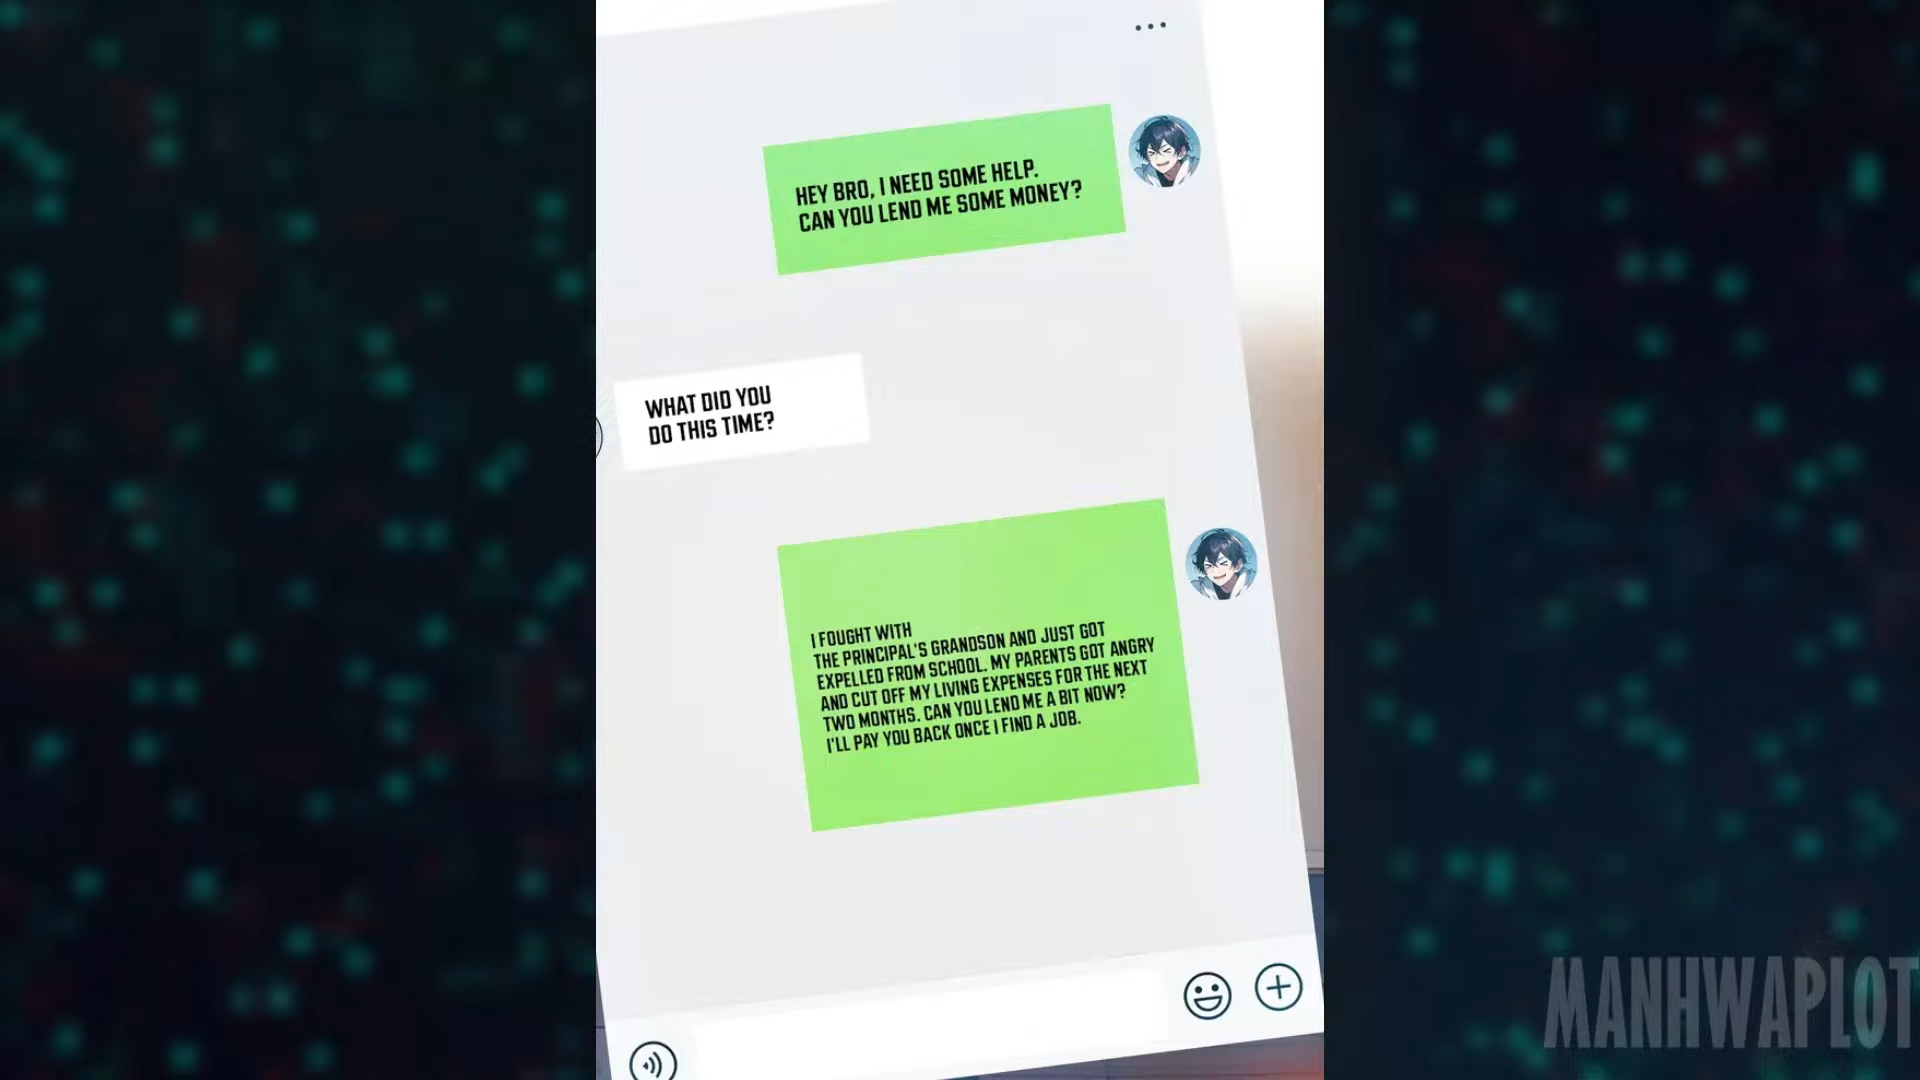 HEY BRO, I NEED SOME HELP.
CAN YOU LEND ME SOME MONEY?
WHAT DID YOU
DO THIS TIME?
I FOUGHT WITH
THE PRINCIPAL'S GRANDSON AND JUST GOT
EXPELLED FROM SCHOOL. MY PARENTS GOT ANGRY
AND CUT OFF MY LIVING EXPENSES FOR THE NEXT
TWO MONTHS. CAN YOU LEND ME A BIT NOW?
I'LL PAY YOU BACK ONCE I FIND A JOB.
MANHWAPLOT